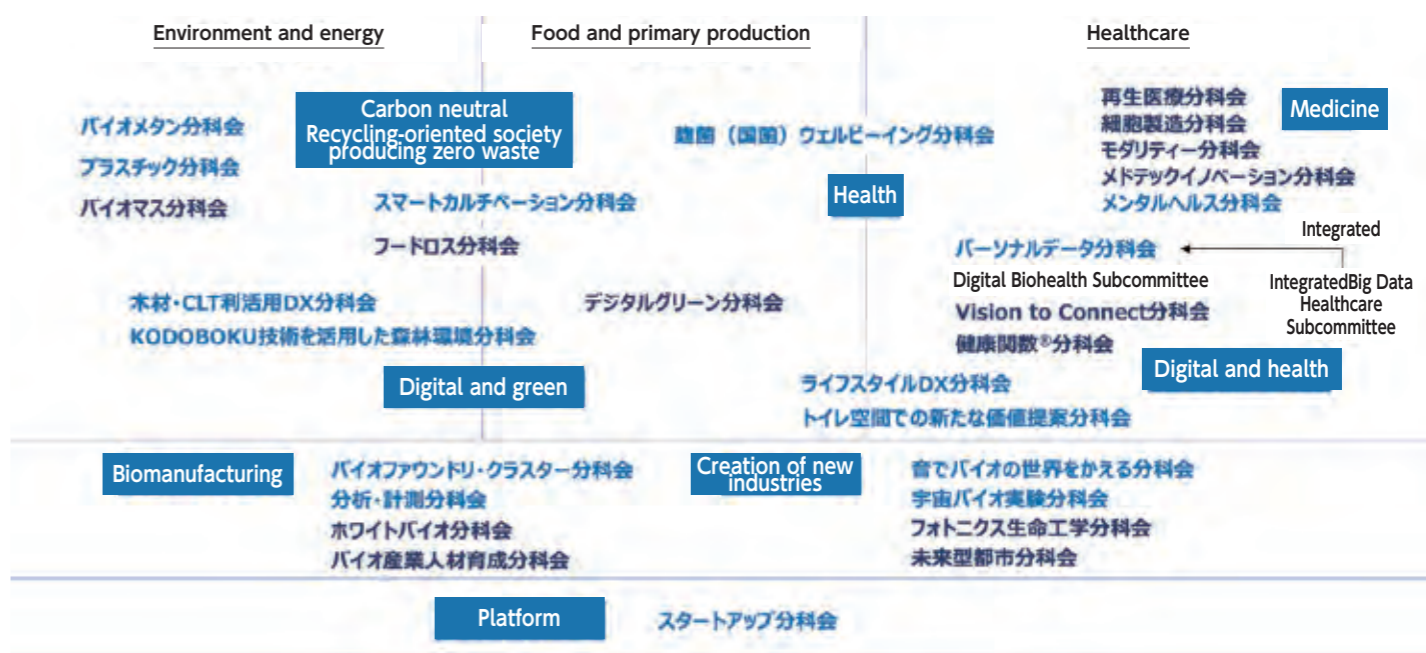 Environment and energy
Food and primary production
Healthcare
バイオメタン分科会
プラスチック分科会
バイオマス分科会
Carbon neutral
Recycling-oriented society
producing zero waste
スマートカルチベーション分科会
フードロス分科会
麹菌（国菌）ウェルビーイング分科会
Health
再生医療分科会
細胞製造分科会
モダリティー分科会
メドテックイノベーション分科会
メンタルヘルス分科会
Medicine
Integrated
パーソナルデータ分科会
Digital Biohealth Subcommittee
Vision to Connect分科会
健康関数®分科会
IntegratedBig Data
Healthcare
Subcommittee
Digital and health
木材・CLT利活用DX分科会
KODOBOKU技術を活用した森林環境分科会
デジタルグリーン分科会
Digital and green
ライフスタイルDX分科会
トイレ空間での新たな価値提案分科会
Biomanufacturing
バイオファウンドリ・クラスター分科会
分析・計測分科会
ホワイトバイオ分科会
バイオ産業人材育成分科会
Creation of new
industries
音でバイオの世界をかえる分科会
宇宙バイオ実験分科会
フォトニクス生命工学分科会
未来型都市分科会
Platform
スタートアップ分科会